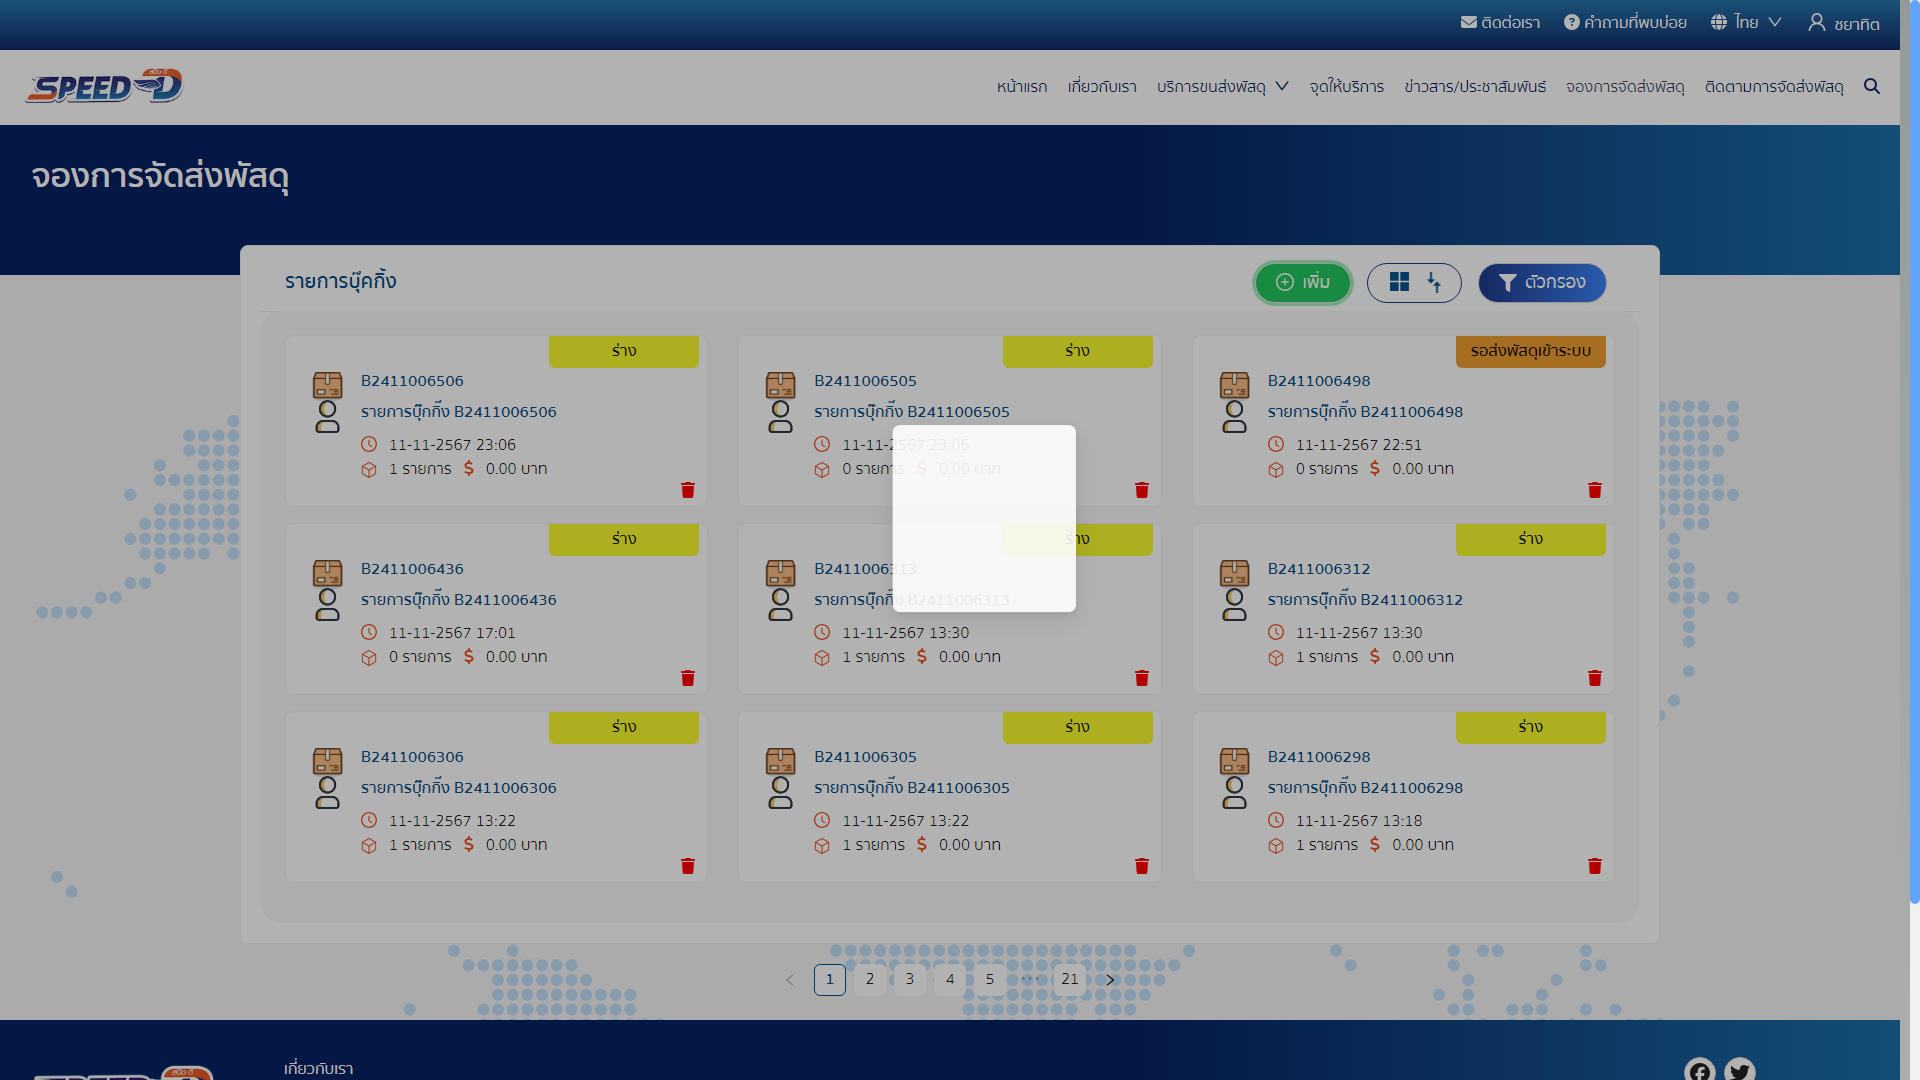 ติดต่อเรา คำถามที่พบบ่อย ไทย ชยาทิต
SPEED-D
หน้าแรก เกี่ยวกับเรา บริการขนส่งพัสดุ จุดให้บริการ ข่าวสาร/ประชาสัมพันธ์ จองการจัดส่งพัสดุ ติดตามการจัดส่งพัสดุ
จองการจัดส่งพัสดุ
รายการบุ๊คกิ้ง
เพิ่ม
ตัวกรอง
ร่าง
B2411006506
รายการบุ๊กกิ๊ง B2411006506
11-11-2567 23:06
1 รายการ $ 0.00 บาท
ร่าง
B2411006505
รายการบุ๊กกิ๊ง B2411006505
11-11-2567 23:06
0 รายการ $ 0.00 บาท
รอส่งพัสดุเข้าระบบ
B2411006498
รายการบุ๊กกิ๊ง B2411006498
11-11-2567 22:51
0 รายการ $ 0.00 บาท
ร่าง
B2411006436
รายการบุ๊กกิ๊ง B2411006436
11-11-2567 17:01
0 รายการ $ 0.00 บาท
ร่าง
B2411006313
รายการบุ๊กกิ๊ง B2411006313
11-11-2567 13:30
1 รายการ $ 0.00 บาท
ร่าง
B2411006312
รายการบุ๊กกิ๊ง B2411006312
11-11-2567 13:30
1 รายการ $ 0.00 บาท
ร่าง
B2411006306
รายการบุ๊กกิ๊ง B2411006306
11-11-2567 13:22
1 รายการ $ 0.00 บาท
ร่าง
B2411006305
รายการบุ๊กกิ๊ง B2411006305
11-11-2567 13:22
1 รายการ $ 0.00 บาท
ร่าง
B2411006298
รายการบุ๊กกิ๊ง B2411006298
11-11-2567 13:18
1 รายการ $ 0.00 บาท
< 1 2 3 4 5 ••• 21 >
เกี่ยวกับเรา